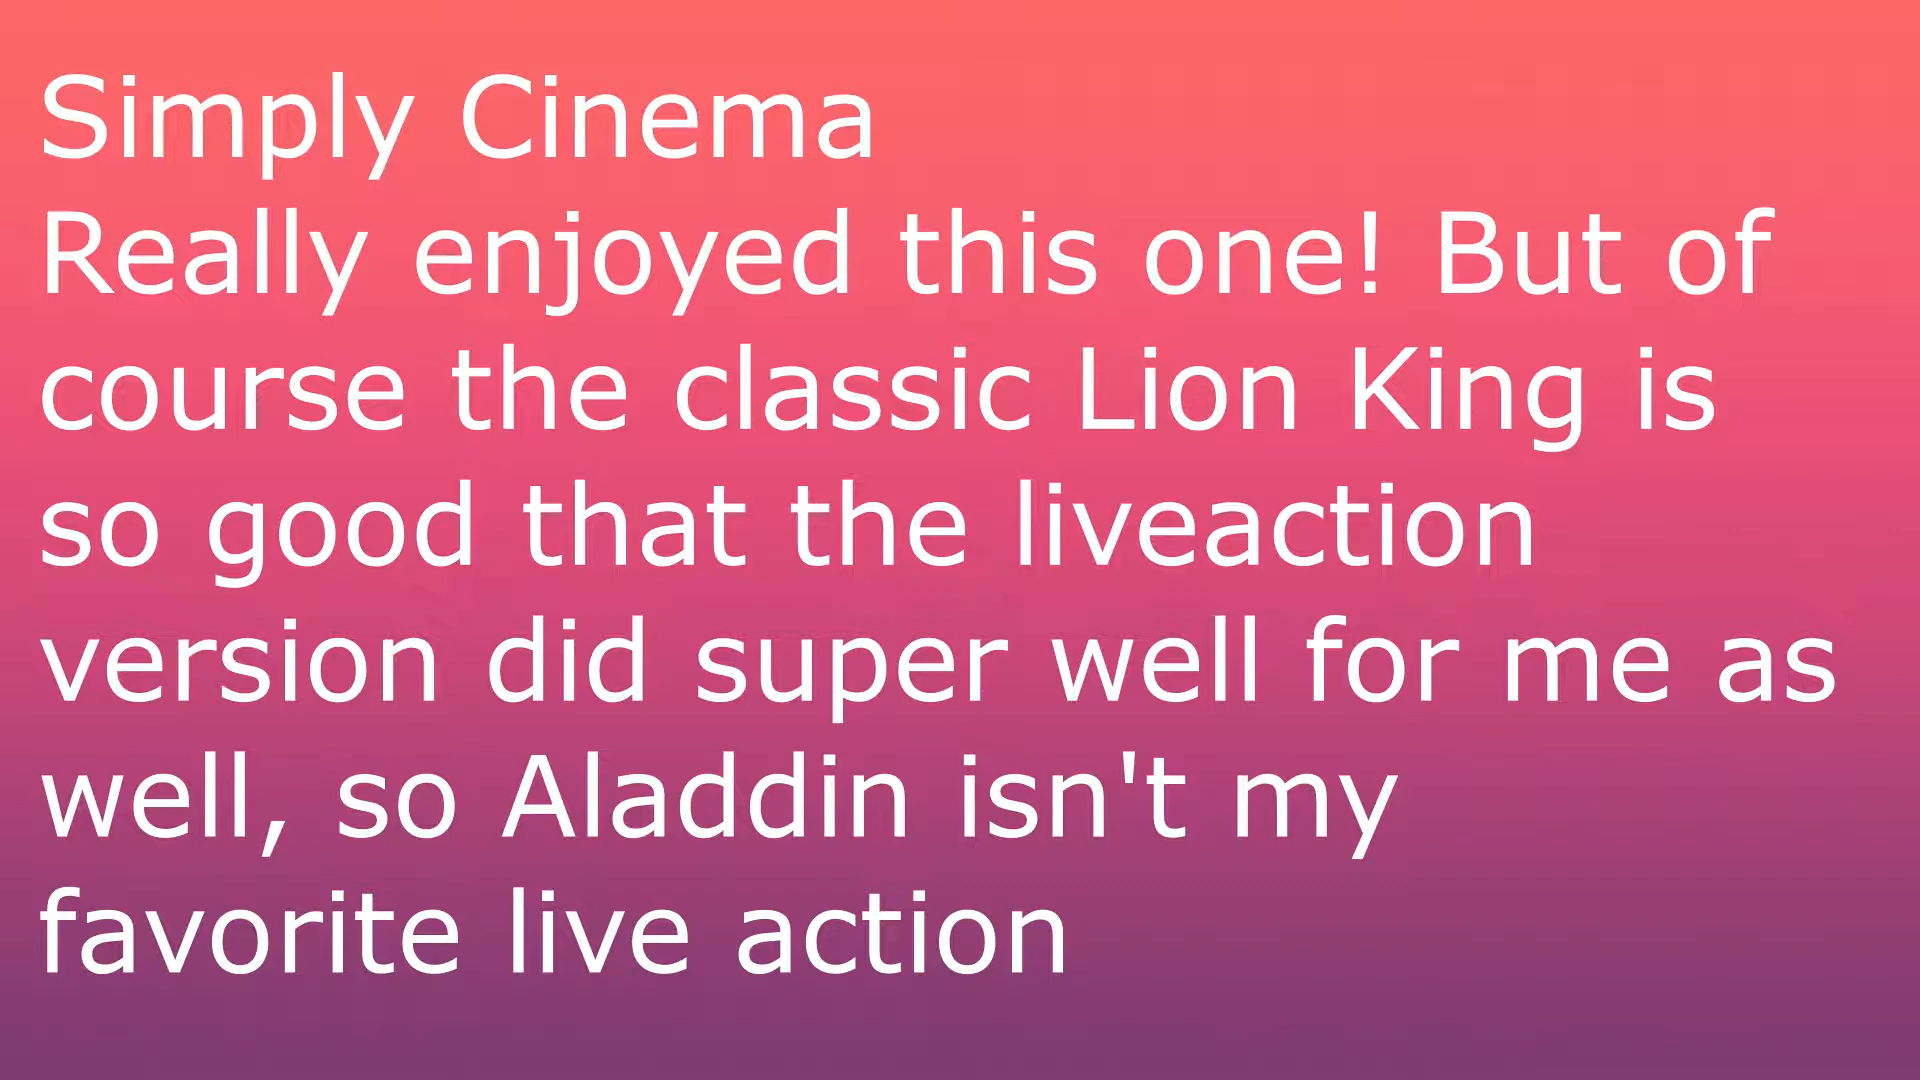 Simply Cinema
Really enjoyed this one! But of
course the classic Lion King is
so good that the liveaction
version did super well for me as
well, so Aladdin isn't my
favorite live action